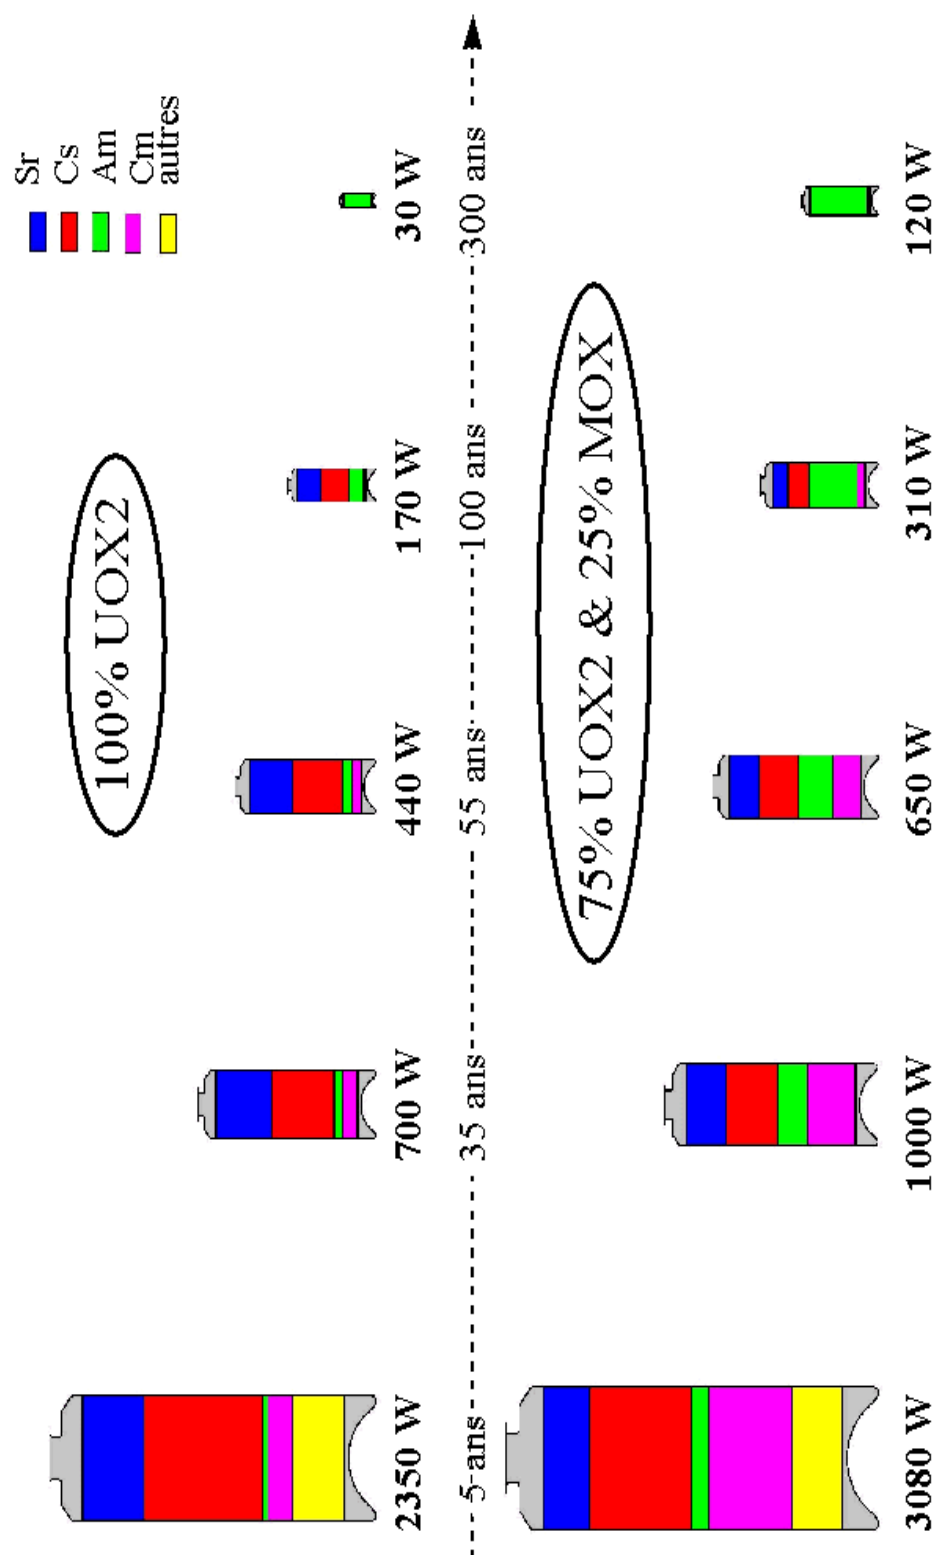 Sr
Cs
Am
Cm
autres
100% UOX2
2350 W
700 W
440 W
170 W
30 W
5 ans
35 ans
55 ans
100 ans
300 ans
75% UOX2 & 25% MOX
3080 W
1000 W
650 W
310 W
120 W